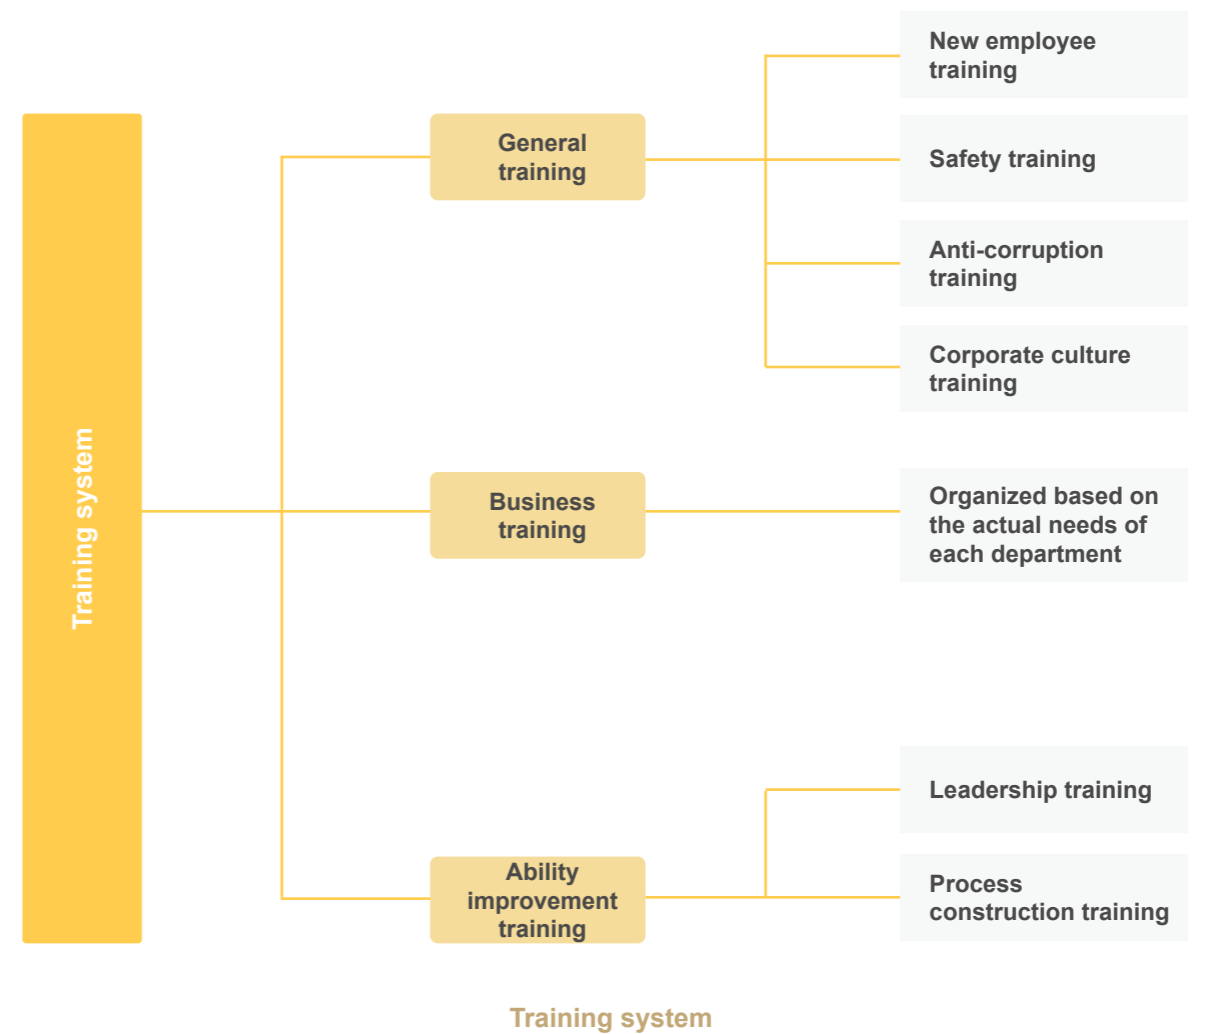 Training system
General
training
New employee
training
Safety training
Anti-corruption
training
Corporate culture
training
Business
training
Organized based on
the actual needs of
each department
Ability
improvement
training
Leadership training
Process
construction training
Training system